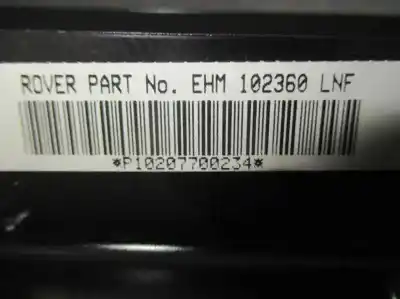 ROVER PART No. EHM 102360 LNF
*P10207700234*